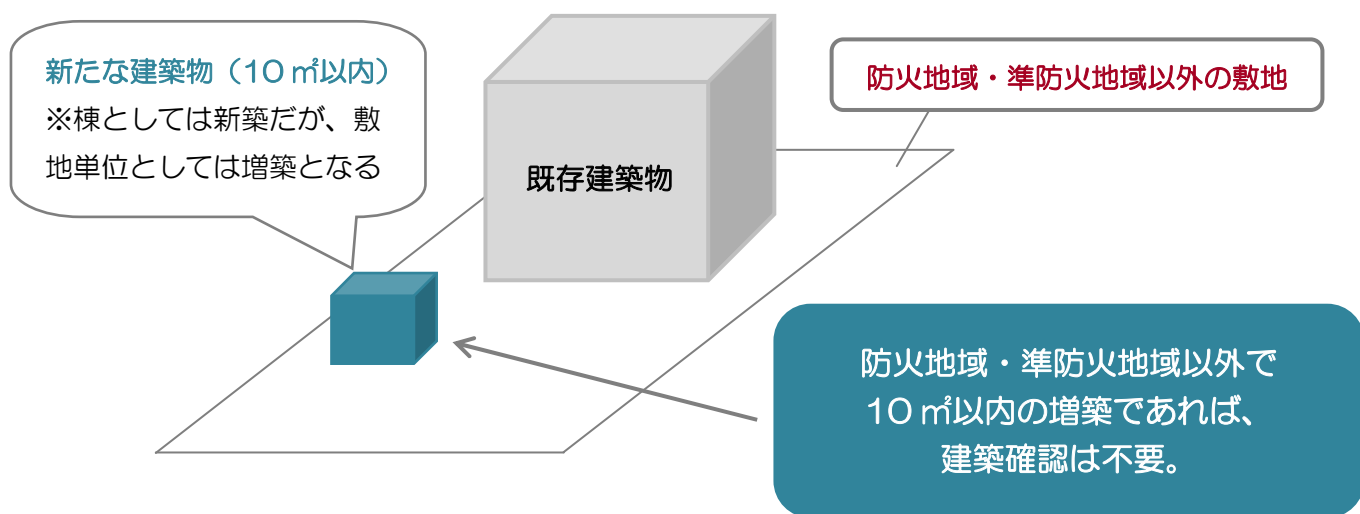 新たな建築物（10㎡以内）
※棟としては新築だが、敷
地単位としては増築となる
既存建築物
防火地域・準防火地域以外の敷地
防火地域・準防火地域以外で
10㎡以内の増築であれば、
建築確認は不要。